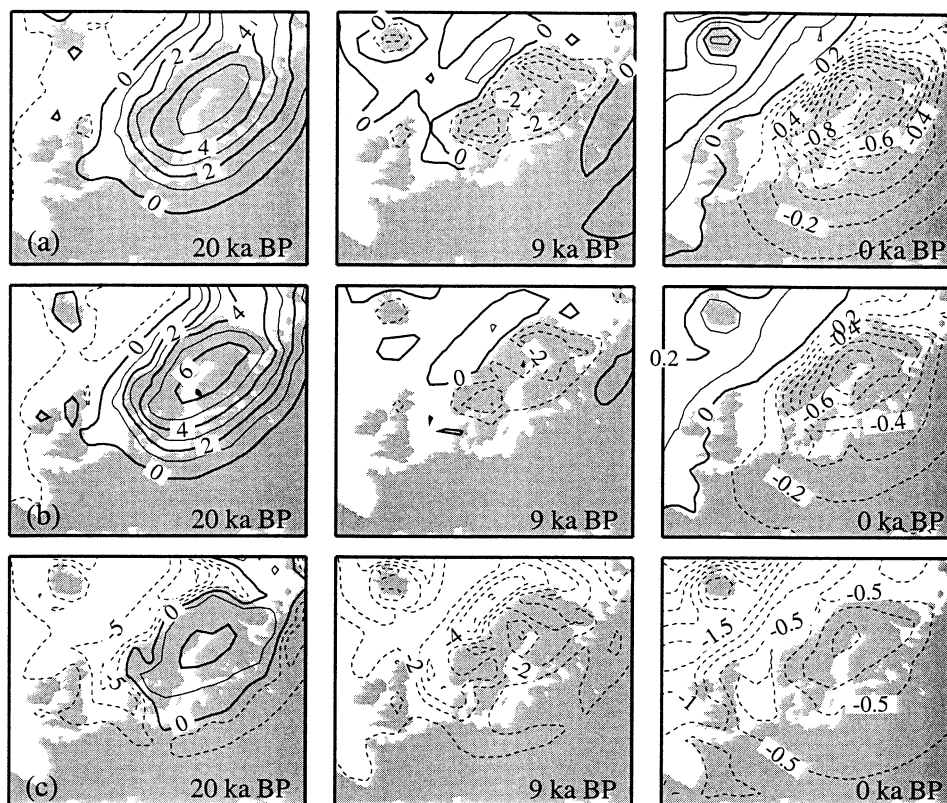 0 2 4 4 2 0
(a) 20 ka BP
0 0 -2 -2 0 0 0
9 ka BP
0.2 0 -0.4 -0.8 -0.6 0.4 -0.2
0 ka BP
0 2 4 6 4 2 0
(b) 20 ka BP
0 -2
9 ka BP
0.2 0 -0.2 -0.4 -0.6 -0.4 -0.2
0 ka BP
0 .5 .5 0
(c) 20 ka BP
4 -2 -2
9 ka BP
-0.5 -0.5 -1.5 -1 -0.5 -0.5
0 ka BP